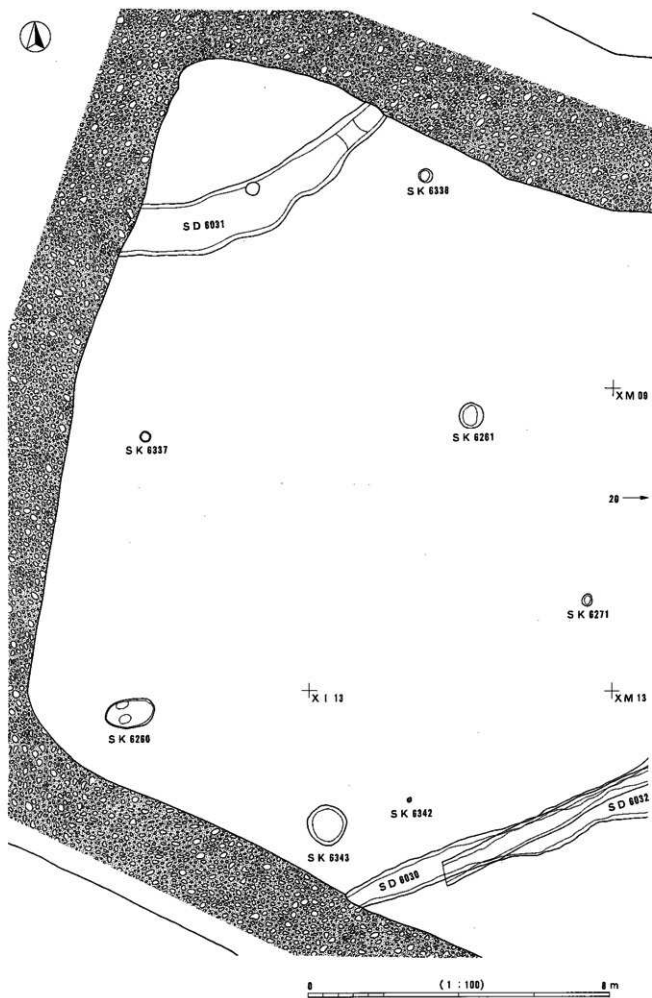 SK 6338
SD 6031
XM 09
SK 6261
SK 6337
20
SK 6271
XI 13
XM 13
SK 6260
SK 6342
SD 6032
SK 6343
SD 6030
0 (1 : 100) 8 m